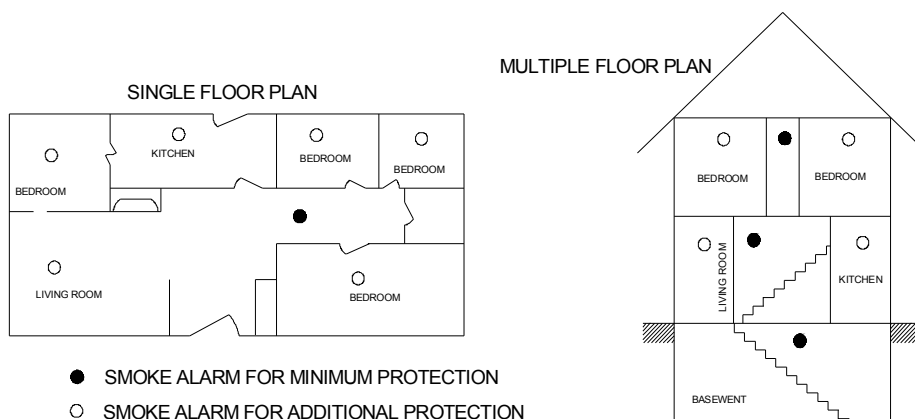 SINGLE FLOOR PLAN
BEDROOM
KITCHEN
BEDROOM
BEDROOM
LIVING ROOM
BEDROOM
MULTIPLE FLOOR PLAN
BEDROOM
BEDROOM
LIVING ROOM
KITCHEN
BASEWENT
SMOKE ALARM FOR MINIMUM PROTECTION
SMOKE ALARM FOR ADDITIONAL PROTECTION